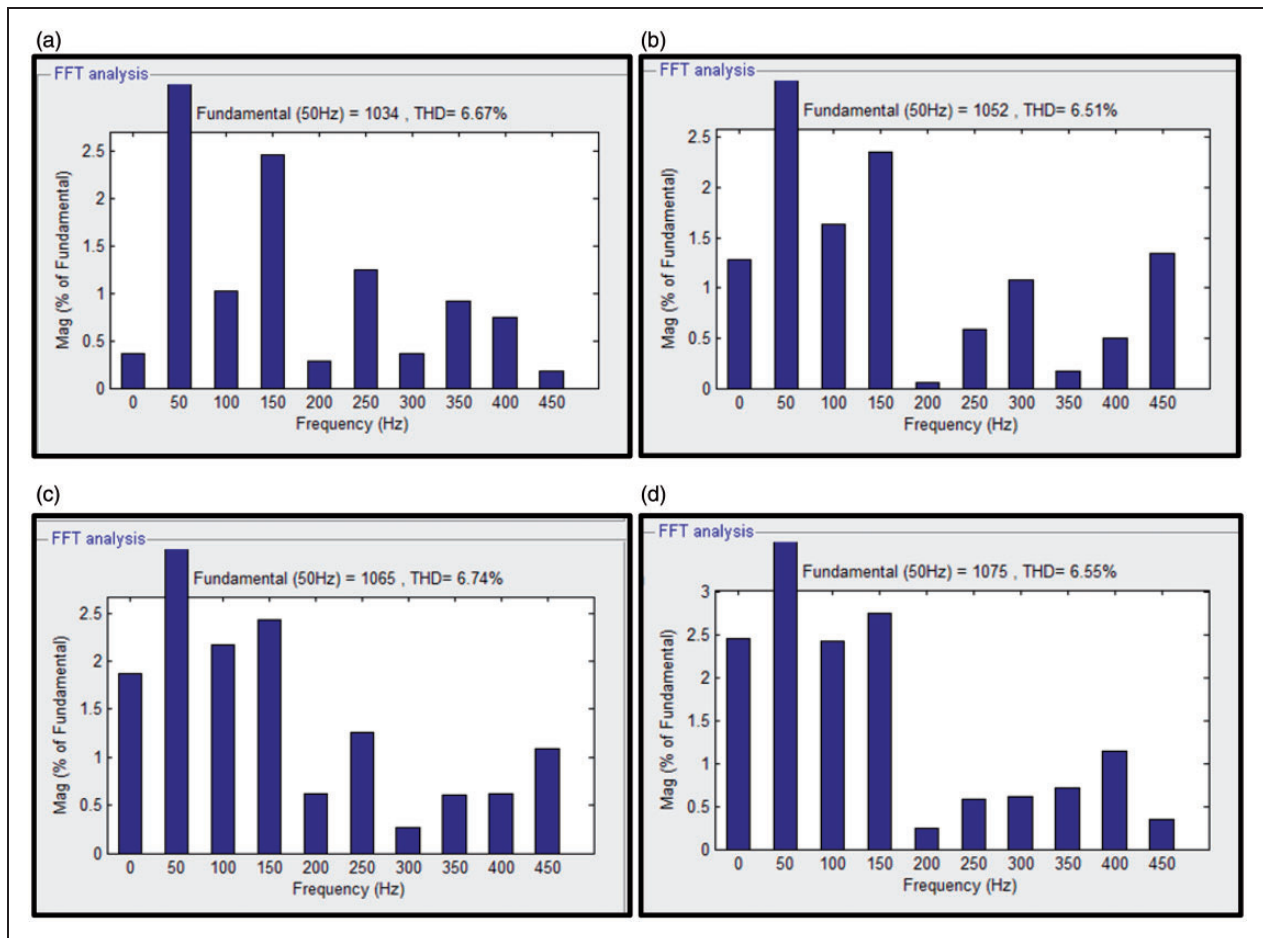 (a)
FFT analysis
Fundamental (50Hz) = 1034 , THD= 6.67%
2.5
2
1.5
1
0.5
0
Mag (% of Fundamental)
0 50 100 150 200 250 300 350 400 450
Frequency (Hz)
(b)
FFT analysis
Fundamental (50Hz) = 1052 , THD= 6.51%
2.5
2
1.5
1
0.5
0
Mag (% of Fundamental)
0 50 100 150 200 250 300 350 400 450
Frequency (Hz)
(c)
FFT analysis
Fundamental (50Hz) = 1065 , THD= 6.74%
2.5
2
1.5
1
0.5
0
Mag (% of Fundamental)
0 50 100 150 200 250 300 350 400 450
Frequency (Hz)
(d)
FFT analysis
Fundamental (50Hz) = 1075 , THD= 6.55%
3
2.5
2
1.5
1
0.5
0
Mag (% of Fundamental)
0 50 100 150 200 250 300 350 400 450
Frequency (Hz)